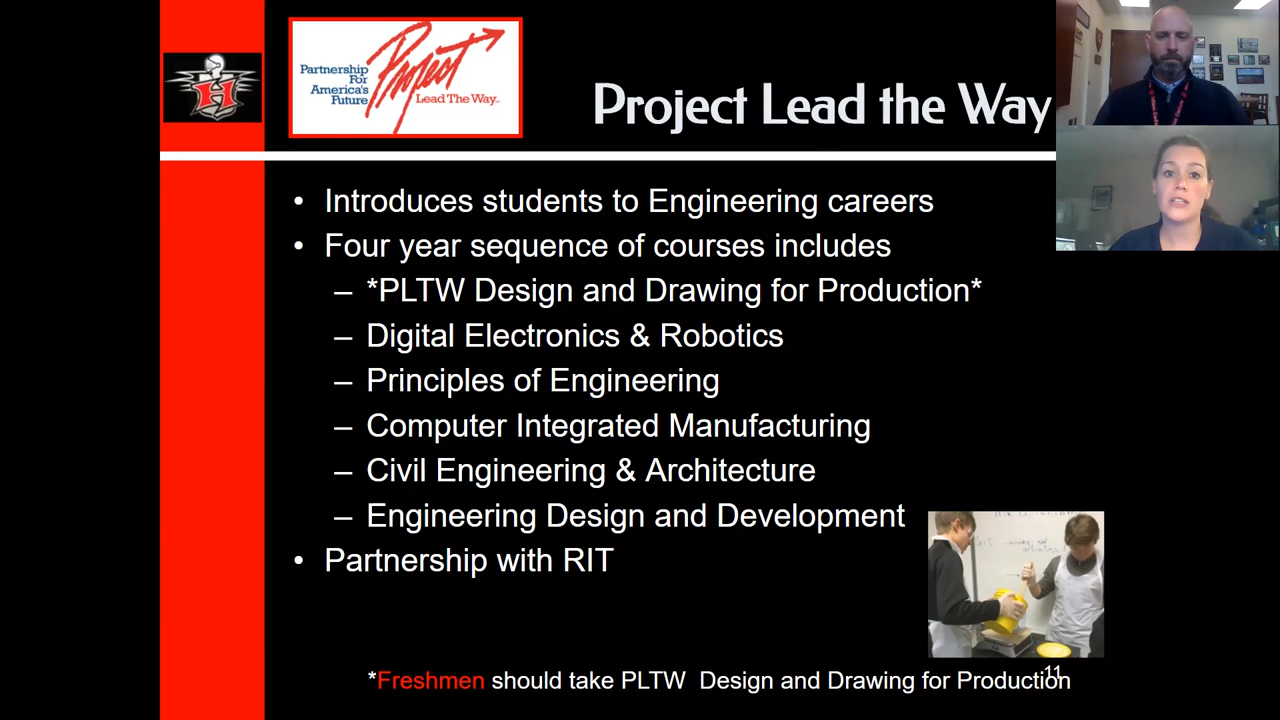 H
Partnership
For
America's
Future
Project
Lead The Way
Project Lead the Way
• Introduces students to Engineering careers
• Four year sequence of courses includes
– *PLTW Design and Drawing for Production*
– Digital Electronics & Robotics
– Principles of Engineering
– Computer Integrated Manufacturing
– Civil Engineering & Architecture
– Engineering Design and Development
• Partnership with RIT
*Freshmen should take PLTW Design and Drawing for Production
11